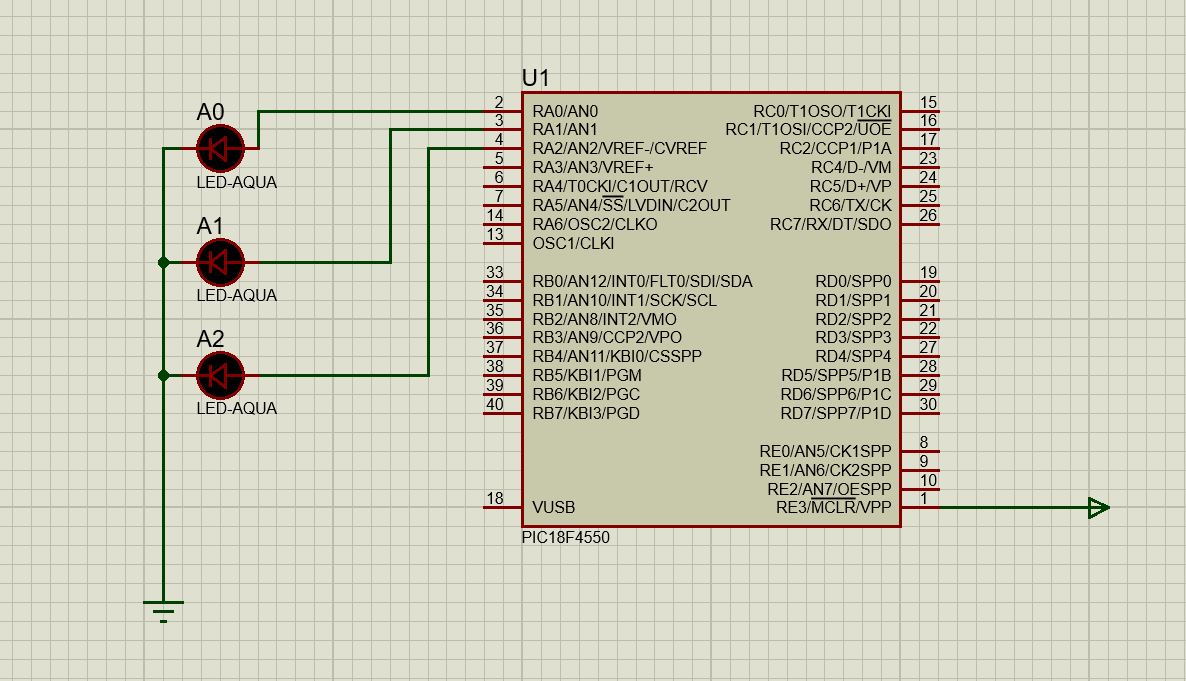 U1
A0
LED-AQUA
A1
LED-AQUA
A2
LED-AQUA
2 RA0/AN0
3 RA1/AN1
4 RA2/AN2/VREF-/CVREF
5 RA3/AN3/VREF+
6 RA4/T0CKI/C1OUT/RCV
7 RA5/AN4/SS/LVDIN/C2OUT
14 RA6/OSC2/CLKO
13 OSC1/CLKI
33 RB0/AN12/INT0/FLT0/SDI/SDA
34 RB1/AN10/INT1/SCK/SCL
35 RB2/AN8/INT2/VMO
36 RB3/AN9/CCP2/VPO
37 RB4/AN11/KBI0/CSSPP
38 RB5/KBI1/PGM
39 RB6/KBI2/PGC
40 RB7/KBI3/PGD
18 VUSB
RC0/T1OSO/T1CKI 15
RC1/T1OSI/CCP2/UOE 16
RC2/CCP1/P1A 17
RC4/D-/VM 23
RC5/D+/VP 24
RC6/TX/CK 25
RC7/RX/DT/SDO 26
RD0/SPP0 19
RD1/SPP1 20
RD2/SPP2 21
RD3/SPP3 22
RD4/SPP4 27
RD5/SPP5/P1B 28
RD6/SPP6/P1C 29
RD7/SPP7/P1D 30
RE0/AN5/CK1SPP 8
RE1/AN6/CK2SPP 9
RE2/AN7/OESPP 10
RE3/MCLR/VPP 1
PIC18F4550